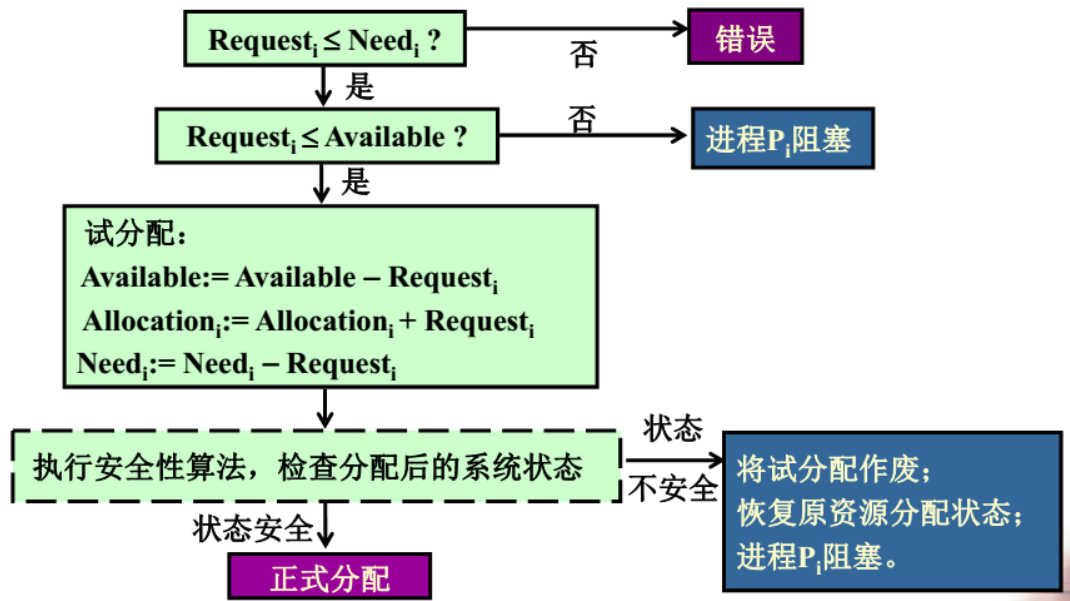 Requestᵢ ≤ Needᵢ ?
否
错误
是
Requestᵢ ≤ Available ?
否
进程Pᵢ阻塞
是
试分配：
Available:= Available − Requestᵢ
Allocationᵢ:= Allocationᵢ + Requestᵢ
Needᵢ:= Needᵢ − Requestᵢ
执行安全性算法，检查分配后的系统状态
状态
不安全
将试分配作废；
恢复原资源分配状态；
进程Pᵢ阻塞。
状态安全
正式分配